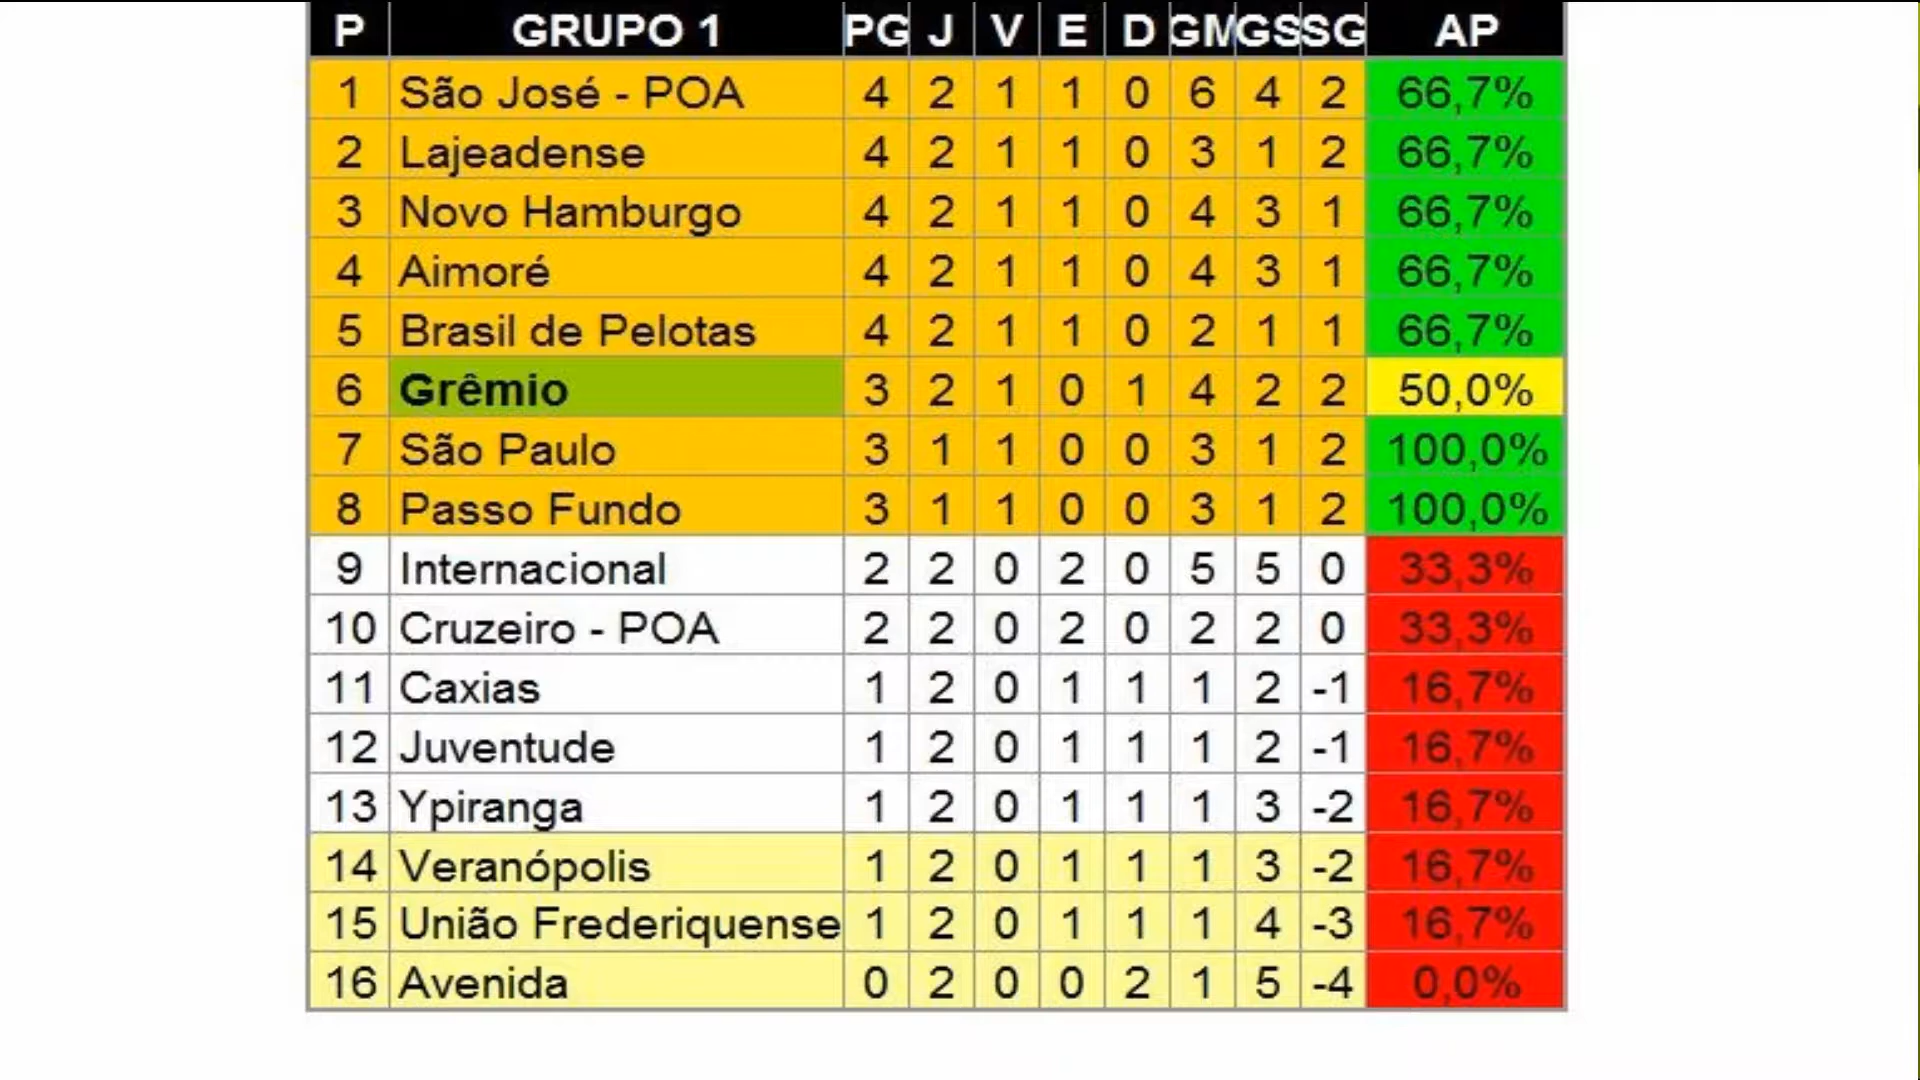 P GRUPO 1 PG J V E D GM GS SG AP
1 São José - POA 4 2 1 1 0 6 4 2 66,7%
2 Lajeadense 4 2 1 1 0 3 1 2 66,7%
3 Novo Hamburgo 4 2 1 1 0 4 3 1 66,7%
4 Aimoré 4 2 1 1 0 4 3 1 66,7%
5 Brasil de Pelotas 4 2 1 1 0 2 1 1 66,7%
6 Grêmio 3 2 1 0 1 4 2 2 50,0%
7 São Paulo 3 1 1 0 0 3 1 2 100,0%
8 Passo Fundo 3 1 1 0 0 3 1 2 100,0%
9 Internacional 2 2 0 2 0 5 5 0 33,3%
10 Cruzeiro - POA 2 2 0 2 0 2 2 0 33,3%
11 Caxias 1 2 0 1 1 1 2 -1 16,7%
12 Juventude 1 2 0 1 1 1 2 -1 16,7%
13 Ypiranga 1 2 0 1 1 1 3 -2 16,7%
14 Veranópolis 1 2 0 1 1 1 3 -2 16,7%
15 União Frederiquense 1 2 0 1 1 1 4 -3 16,7%
16 Avenida 0 2 0 0 2 1 5 -4 0,0%